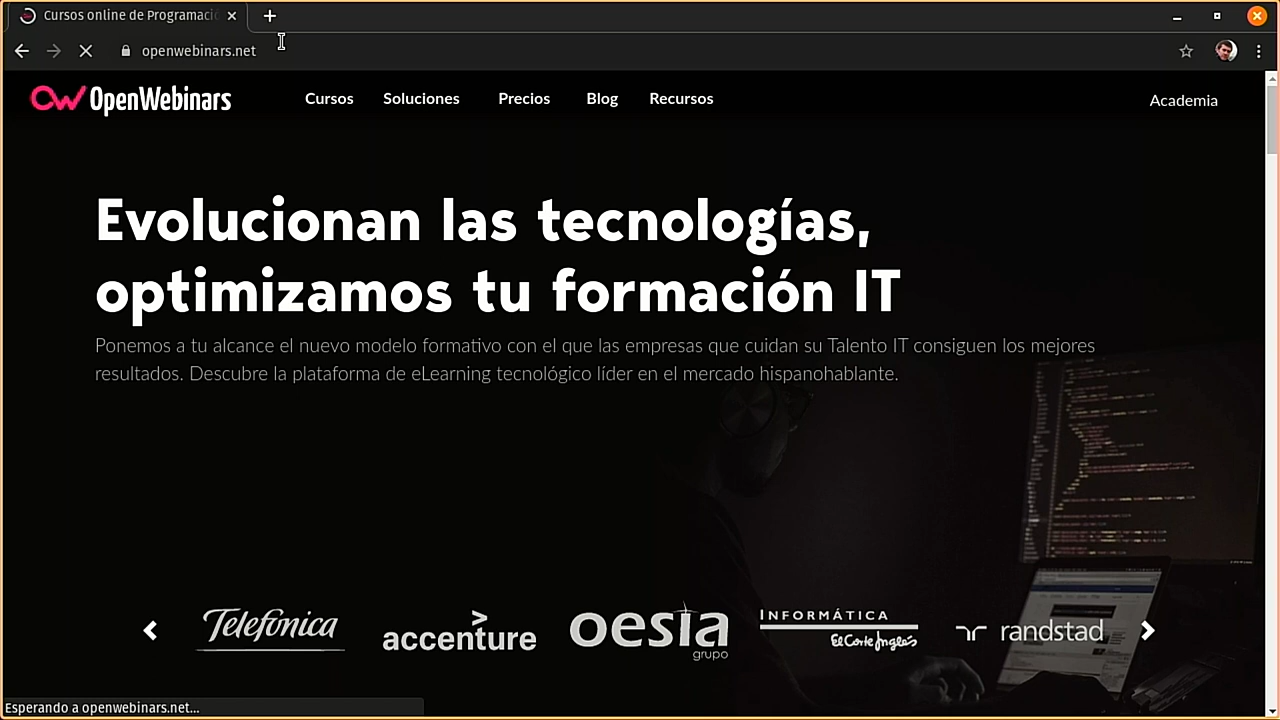 Cursos online de Programació
openwebinars.net
OpenWebinars
Cursos
Soluciones
Precios
Blog
Recursos
Academia
Evolucionan las tecnologías,
optimizamos tu formación IT
Ponemos a tu alcance el nuevo modelo formativo con el que las empresas que cuidan su Talento IT consiguen los mejores
resultados. Descubre la plataforma de eLearning tecnológico líder en el mercado hispanohablante.
Telefónica
accenture
oesía
grupo
INFORMÁTICA
El Corte Inglés
randstad
Esperando a openwebinars.net...